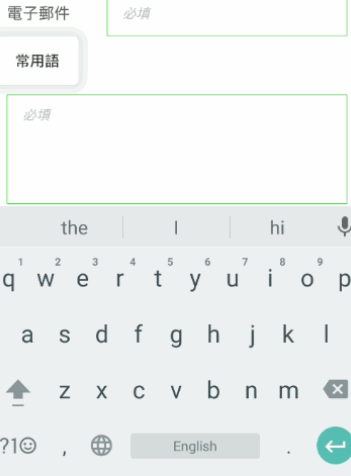 電子郵件 必填
常用語
必填
the I hi
1 2 3 4 5 6 7 8 9
q w e r t y u i o p
a s d f g h j k l
z x c v b n m
?1☺ , English .